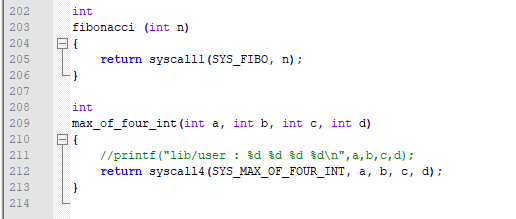 202 int
203 fibonacci (int n)
204 {
205 return syscall1(SYS_FIBO, n);
206 }
207
208 int
209 max_of_four_int(int a, int b, int c, int d)
210 {
211 //printf("lib/user : %d %d %d %d\n",a,b,c,d);
212 return syscall4(SYS_MAX_OF_FOUR_INT, a, b, c, d);
213 }
214